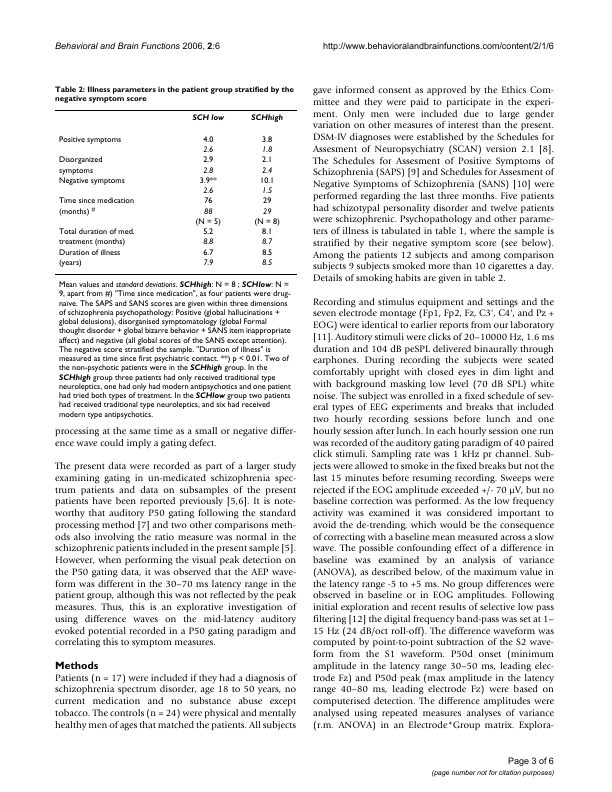 Behavioral and Brain Functions 2006, 2:6
http://www.behavioralandbrainfunctions.com/content/2/1/6
Table 2: Illness parameters in the patient group stratified by the
negative symptom score
SCH low SCHhigh
Positive symptoms 4.0 3.8
2.6 1.8
Disorganized 2.9 2.1
symptoms 2.8 2.4
Negative symptoms 3.9** 10.1
2.6 1.5
Time since medication 76 29
(months) # 88 29
(N = 5) (N = 8)
Total duration of med. 5.2 8.1
treatment (months) 8.8 8.7
Duration of illness 6.7 8.5
(years) 7.9 8.5
Mean values and standard deviations. SCHhigh: N = 8 ; SCHlow: N =
9, apart from #) "Time since medication", as four patients were drug-
naïve. The SAPS and SANS scores are given within three dimensions
of schizophrenia psychopathology: Positive (global hallucinations +
global delusions), disorganised symptomatology (global Formal
thought disorder + global bizarre behavior + SANS item inappropriate
affect) and negative (all global scores of the SANS except attention).
The negative score stratified the sample. "Duration of illness" is
measured as time since first psychiatric contact. **) p < 0.01. Two of
the non-psychotic patients were in the SCHhigh group. In the
SCHhigh group three patients had only received traditional type
neuroleptics, one had only had modern antipsychotics and one patient
had tried both types of treatment. In the SCHlow group two patients
had received traditional type neuroleptics, and six had received
modern type antipsychotics.
processing at the same time as a small or negative differ-
ence wave could imply a gating defect.
The present data were recorded as part of a larger study
examining gating in un-medicated schizophrenia spec-
trum patients and data on subsamples of the present
patients have been reported previously [5,6]. It is note-
worthy that auditory P50 gating following the standard
processing method [7] and two other comparisons meth-
ods also involving the ratio measure was normal in the
schizophrenic patients included in the present sample [5].
However, when performing the visual peak detection on
the P50 gating data, it was observed that the AEP wave-
form was different in the 30–70 ms latency range in the
patient group, although this was not reflected by the peak
measures. Thus, this is an explorative investigation of
using difference waves on the mid-latency auditory
evoked potential recorded in a P50 gating paradigm and
correlating this to symptom measures.
Methods
Patients (n = 17) were included if they had a diagnosis of
schizophrenia spectrum disorder, age 18 to 50 years, no
current medication and no substance abuse except
tobacco. The controls (n = 24) were physical and mentally
healthy men of ages that matched the patients. All subjects
gave informed consent as approved by the Ethics Com-
mittee and they were paid to participate in the experi-
ment. Only men were included due to large gender
variation on other measures of interest than the present.
DSM-IV diagnoses were established by the Schedules for
Assesment of Neuropsychiatry (SCAN) version 2.1 [8].
The Schedules for Assesment of Positive Symptoms of
Schizophrenia (SAPS) [9] and Schedules for Assesment of
Negative Symptoms of Schizophrenia (SANS) [10] were
performed regarding the last three months. Five patients
had schizotypal personality disorder and twelve patients
were schizophrenic. Psychopathology and other parame-
ters of illness is tabulated in table 1, where the sample is
stratified by their negative symptom score (see below).
Among the patients 12 subjects and among comparison
subjects 9 subjects smoked more than 10 cigarettes a day.
Details of smoking habits are given in table 2.
Recording and stimulus equipment and settings and the
seven electrode montage (Fp1, Fp2, Fz, C3', C4', and Pz +
EOG) were identical to earlier reports from our laboratory
[11]. Auditory stimuli were clicks of 20–10000 Hz, 1.6 ms
duration and 104 dB peSPL delivered binaurally through
earphones. During the recording the subjects were seated
comfortably upright with closed eyes in dim light and
with background masking low level (70 dB SPL) white
noise. The subject was enrolled in a fixed schedule of sev-
eral types of EEG experiments and breaks that included
two hourly recording sessions before lunch and one
hourly session after lunch. In each hourly session one run
was recorded of the auditory gating paradigm of 40 paired
click stimuli. Sampling rate was 1 kHz pr channel. Sub-
jects were allowed to smoke in the fixed breaks but not the
last 15 minutes before resuming recording. Sweeps were
rejected if the EOG amplitude exceeded +/- 70 μV, but no
baseline correction was performed. As the low frequency
activity was examined it was considered important to
avoid the de-trending, which would be the consequence
of correcting with a baseline mean measured across a slow
wave. The possible confounding effect of a difference in
baseline was examined by an analysis of variance
(ANOVA), as described below, of the maximum value in
the latency range -5 to +5 ms. No group differences were
observed in baseline or in EOG amplitudes. Following
initial exploration and recent results of selective low pass
filtering [12] the digital frequency band-pass was set at 1–
15 Hz (24 dB/oct roll-off). The difference waveform was
computed by point-to-point subtraction of the S2 wave-
form from the S1 waveform. P50d onset (minimum
amplitude in the latency range 30–50 ms, leading elec-
trode Fz) and P50d peak (max amplitude in the latency
range 40–80 ms, leading electrode Fz) were based on
computerised detection. The difference amplitudes were
analysed using repeated measures analyses of variance
(r.m. ANOVA) in an Electrode*Group matrix. Explora-
Page 3 of 6
(page number not for citation purposes)